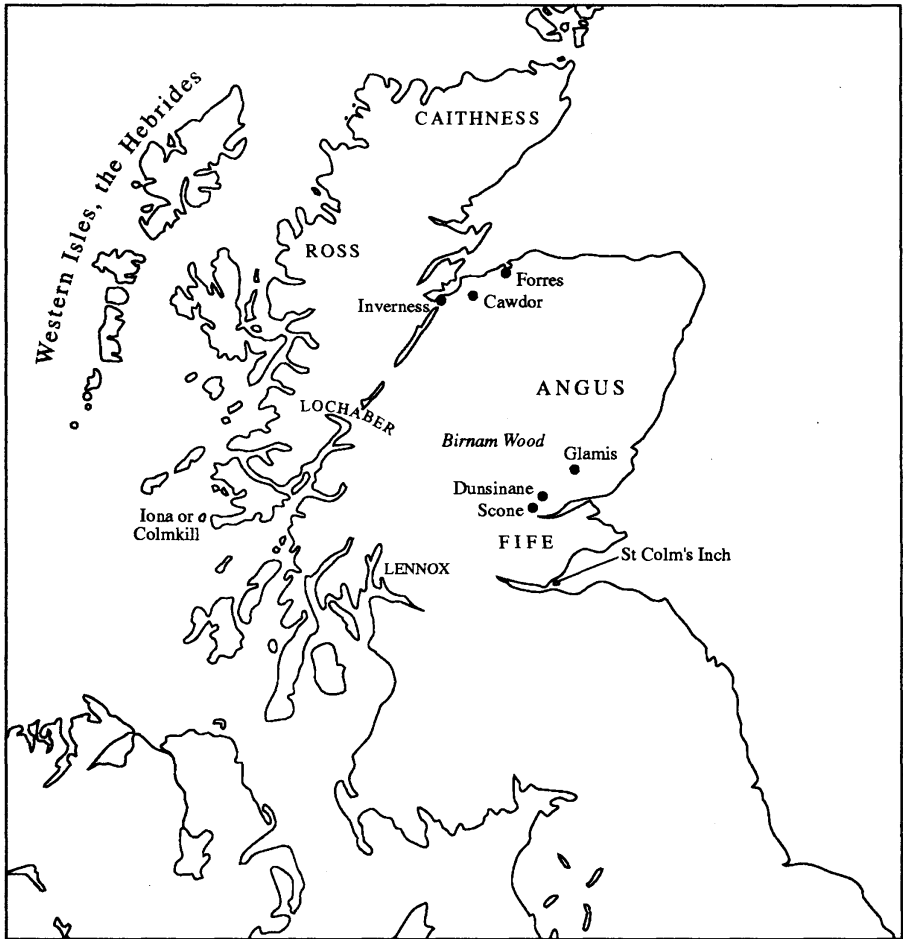 Western Isles, the Hebrides
CAITHNESS
ROSS
Forres
Inverness
Cawdor
ANGUS
LOCHABER
Birnam Wood
Glamis
Dunsinane
Scone
Iona or
Colmkill
FIFE
St Colm's Inch
LENNOX